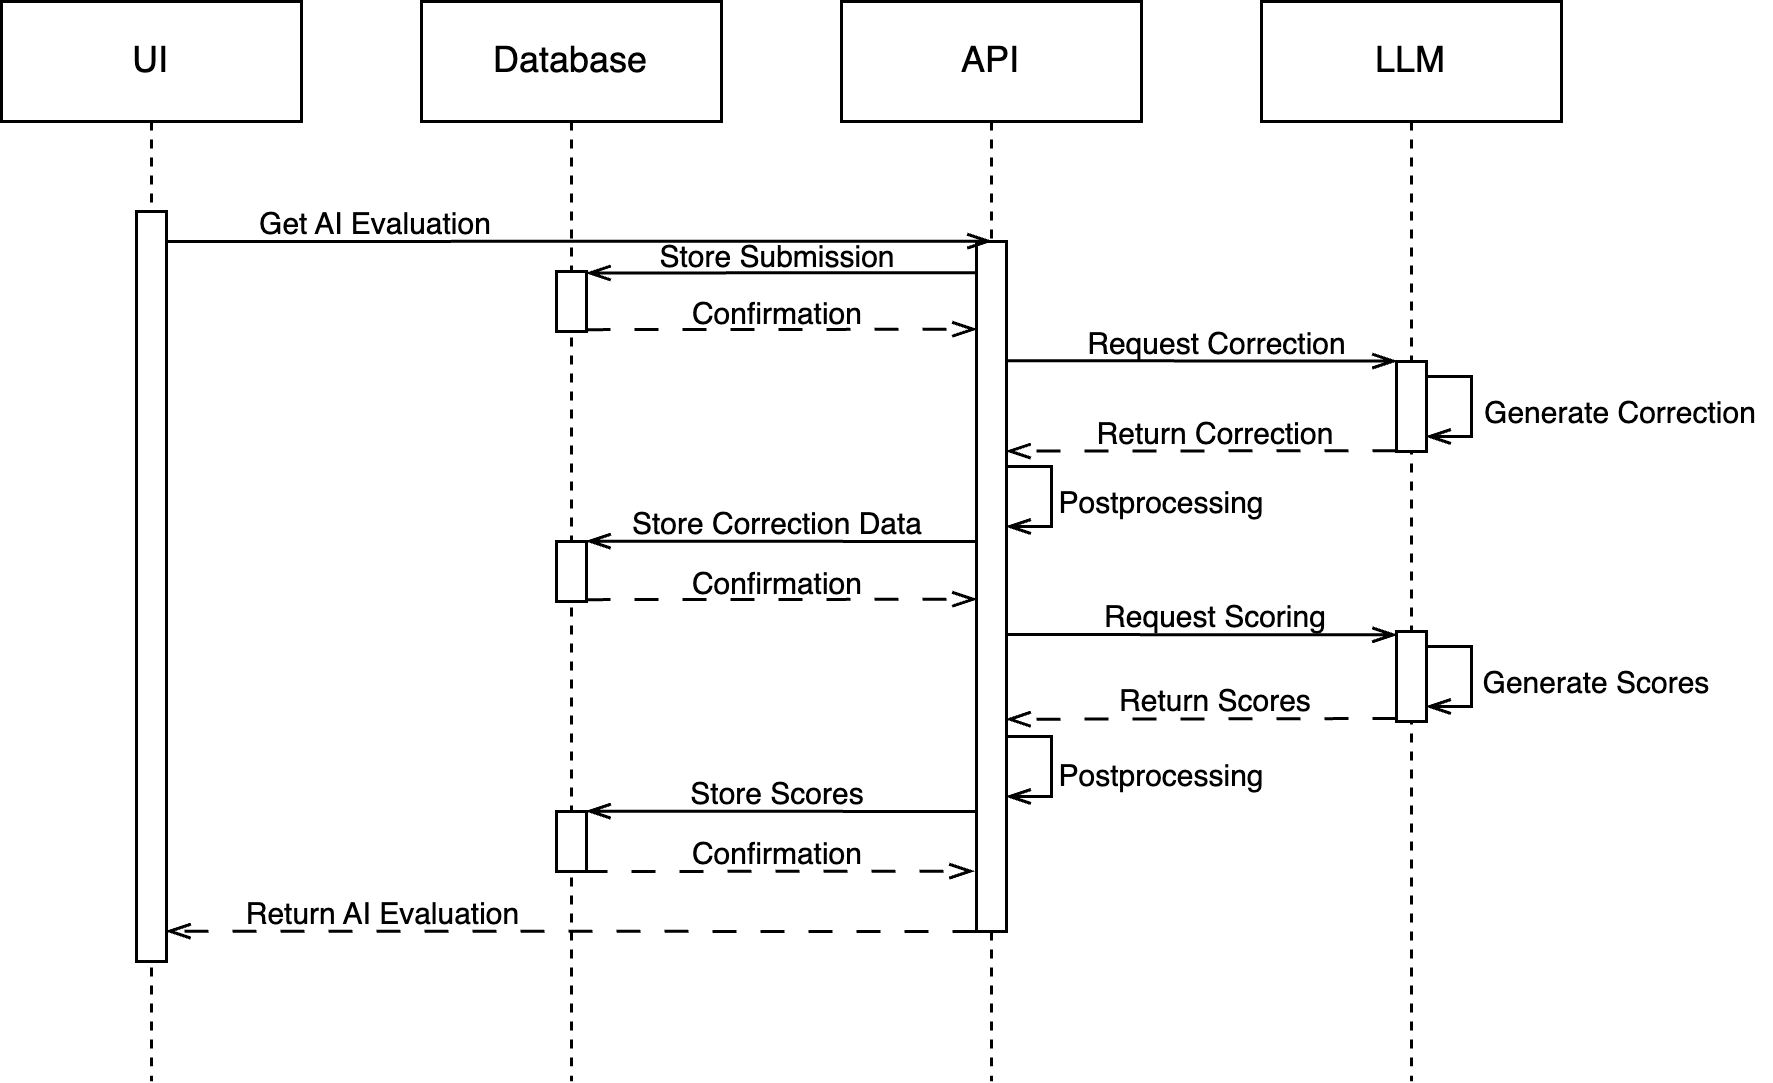 UI
Database
API
LLM
Get AI Evaluation
Store Submission
Confirmation
Request Correction
Generate Correction
Return Correction
Postprocessing
Store Correction Data
Confirmation
Request Scoring
Generate Scores
Return Scores
Postprocessing
Store Scores
Confirmation
Return AI Evaluation